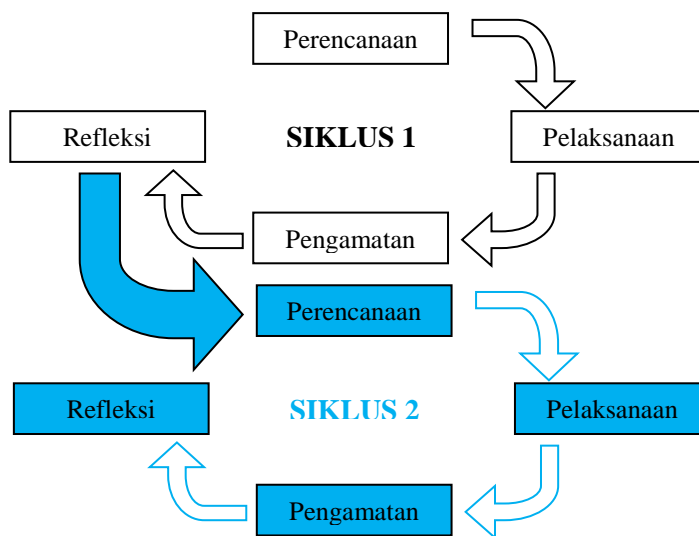 Perencanaan
Refleksi
SIKLUS 1
Pelaksanaan
Pengamatan
Perencanaan
Refleksi
SIKLUS 2
Pelaksanaan
Pengamatan